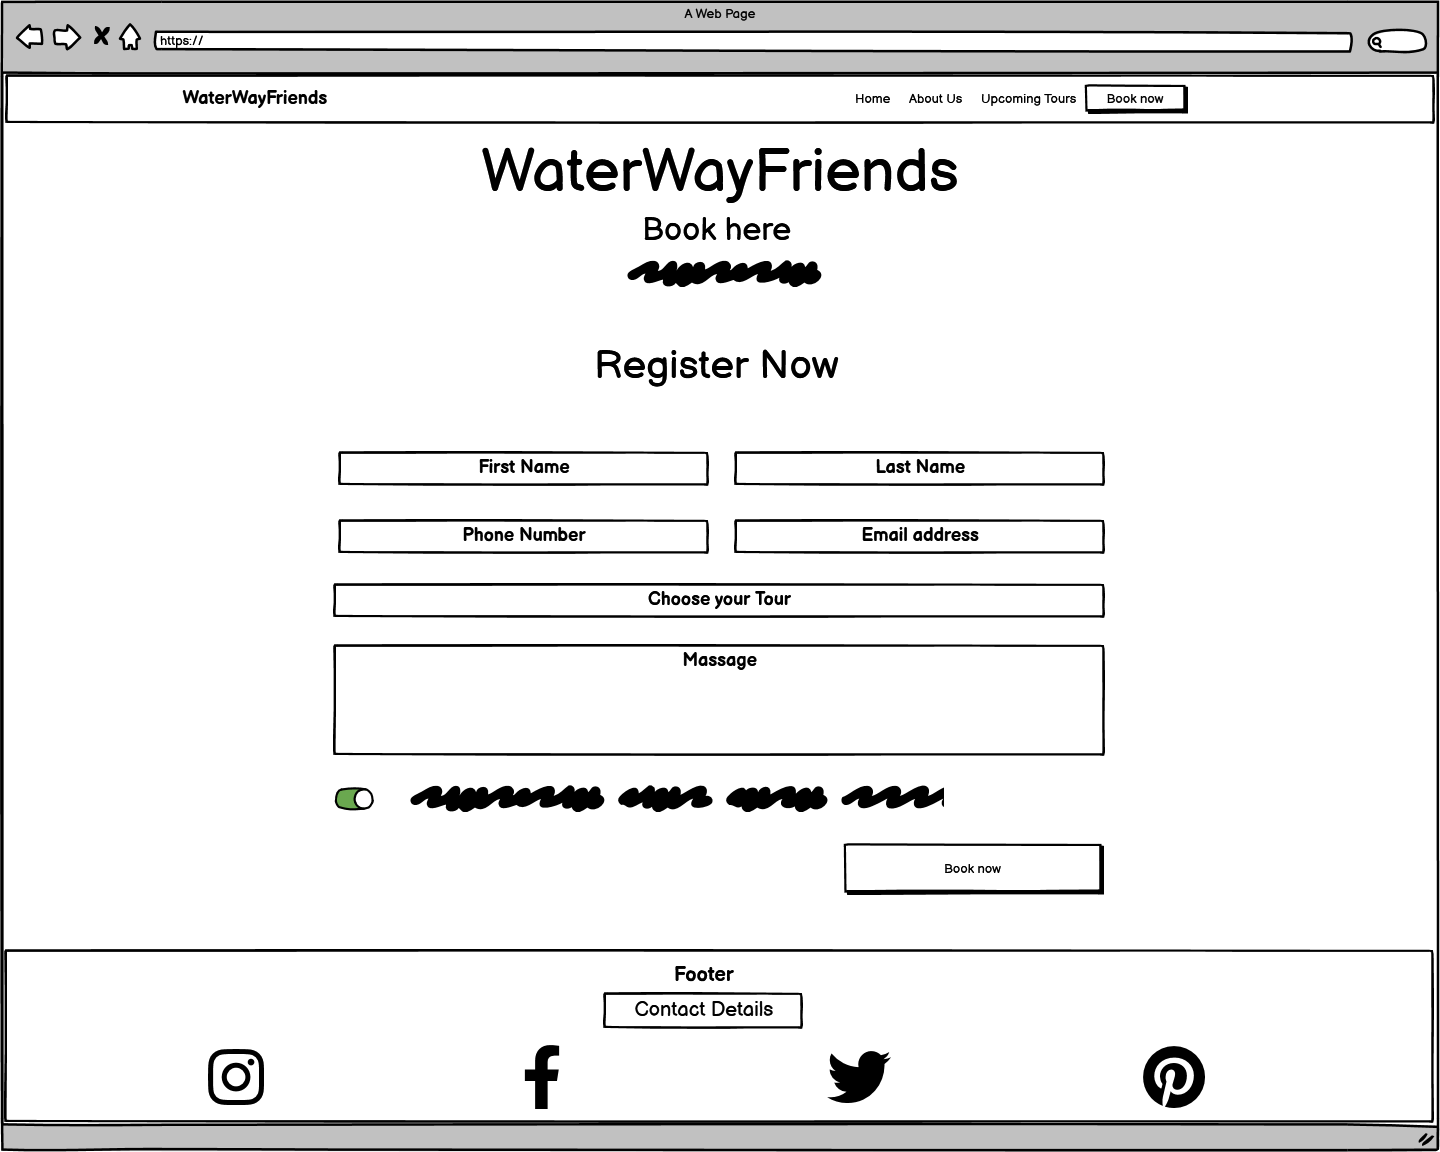 A Web Page
https://
WaterWayFriends
Home About Us Upcoming Tours Book now
WaterWayFriends
Book here
Register Now
First Name Last Name
Phone Number Email address
Choose your Tour
Massage
Book now
Footer
Contact Details